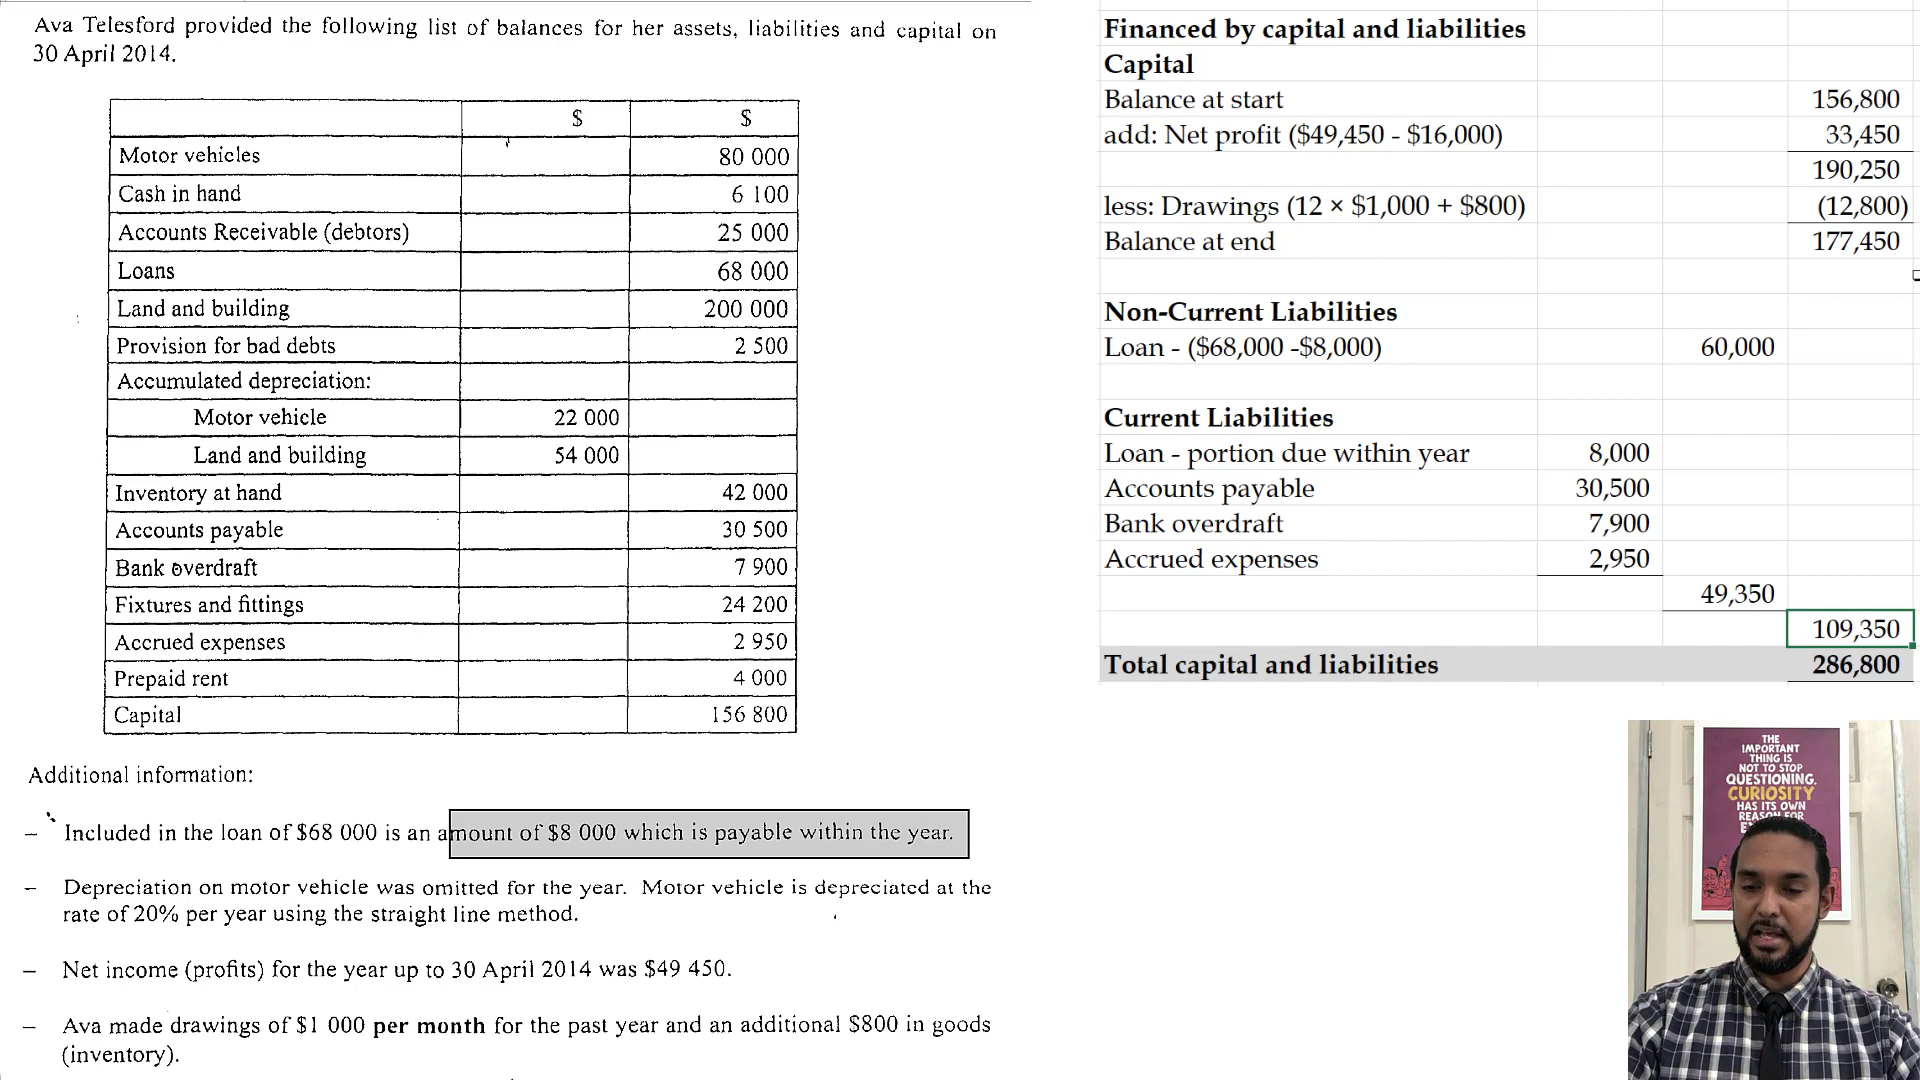 Ava Telesford provided the following list of balances for her assets, liabilities and capital on
30 April 2014.
$ $
Motor vehicles 80 000
Cash in hand 6 100
Accounts Receivable (debtors) 25 000
Loans 68 000
Land and building 200 000
Provision for bad debts 2 500
Accumulated depreciation:
Motor vehicle 22 000
Land and building 54 000
Inventory at hand 42 000
Accounts payable 30 500
Bank overdraft 7 900
Fixtures and fittings 24 200
Accrued expenses 2 950
Prepaid rent 4 000
Capital 156 800
Additional information:
– Included in the loan of $68 000 is an amount of $8 000 which is payable within the year.
– Depreciation on motor vehicle was omitted for the year. Motor vehicle is depreciated at the
rate of 20% per year using the straight line method.
– Net income (profits) for the year up to 30 April 2014 was $49 450.
– Ava made drawings of $1 000 per month for the past year and an additional $800 in goods
(inventory).
Financed by capital and liabilities
Capital
Balance at start 156,800
add: Net profit ($49,450 - $16,000) 33,450
190,250
less: Drawings (12 × $1,000 + $800) (12,800)
Balance at end 177,450
Non-Current Liabilities
Loan - ($68,000 -$8,000) 60,000
Current Liabilities
Loan - portion due within year 8,000
Accounts payable 30,500
Bank overdraft 7,900
Accrued expenses 2,950
49,350
109,350
Total capital and liabilities 286,800
THE
IMPORTANT
THING IS
NOT TO STOP
QUESTIONING.
CURIOSITY
HAS ITS OWN
REASON FOR